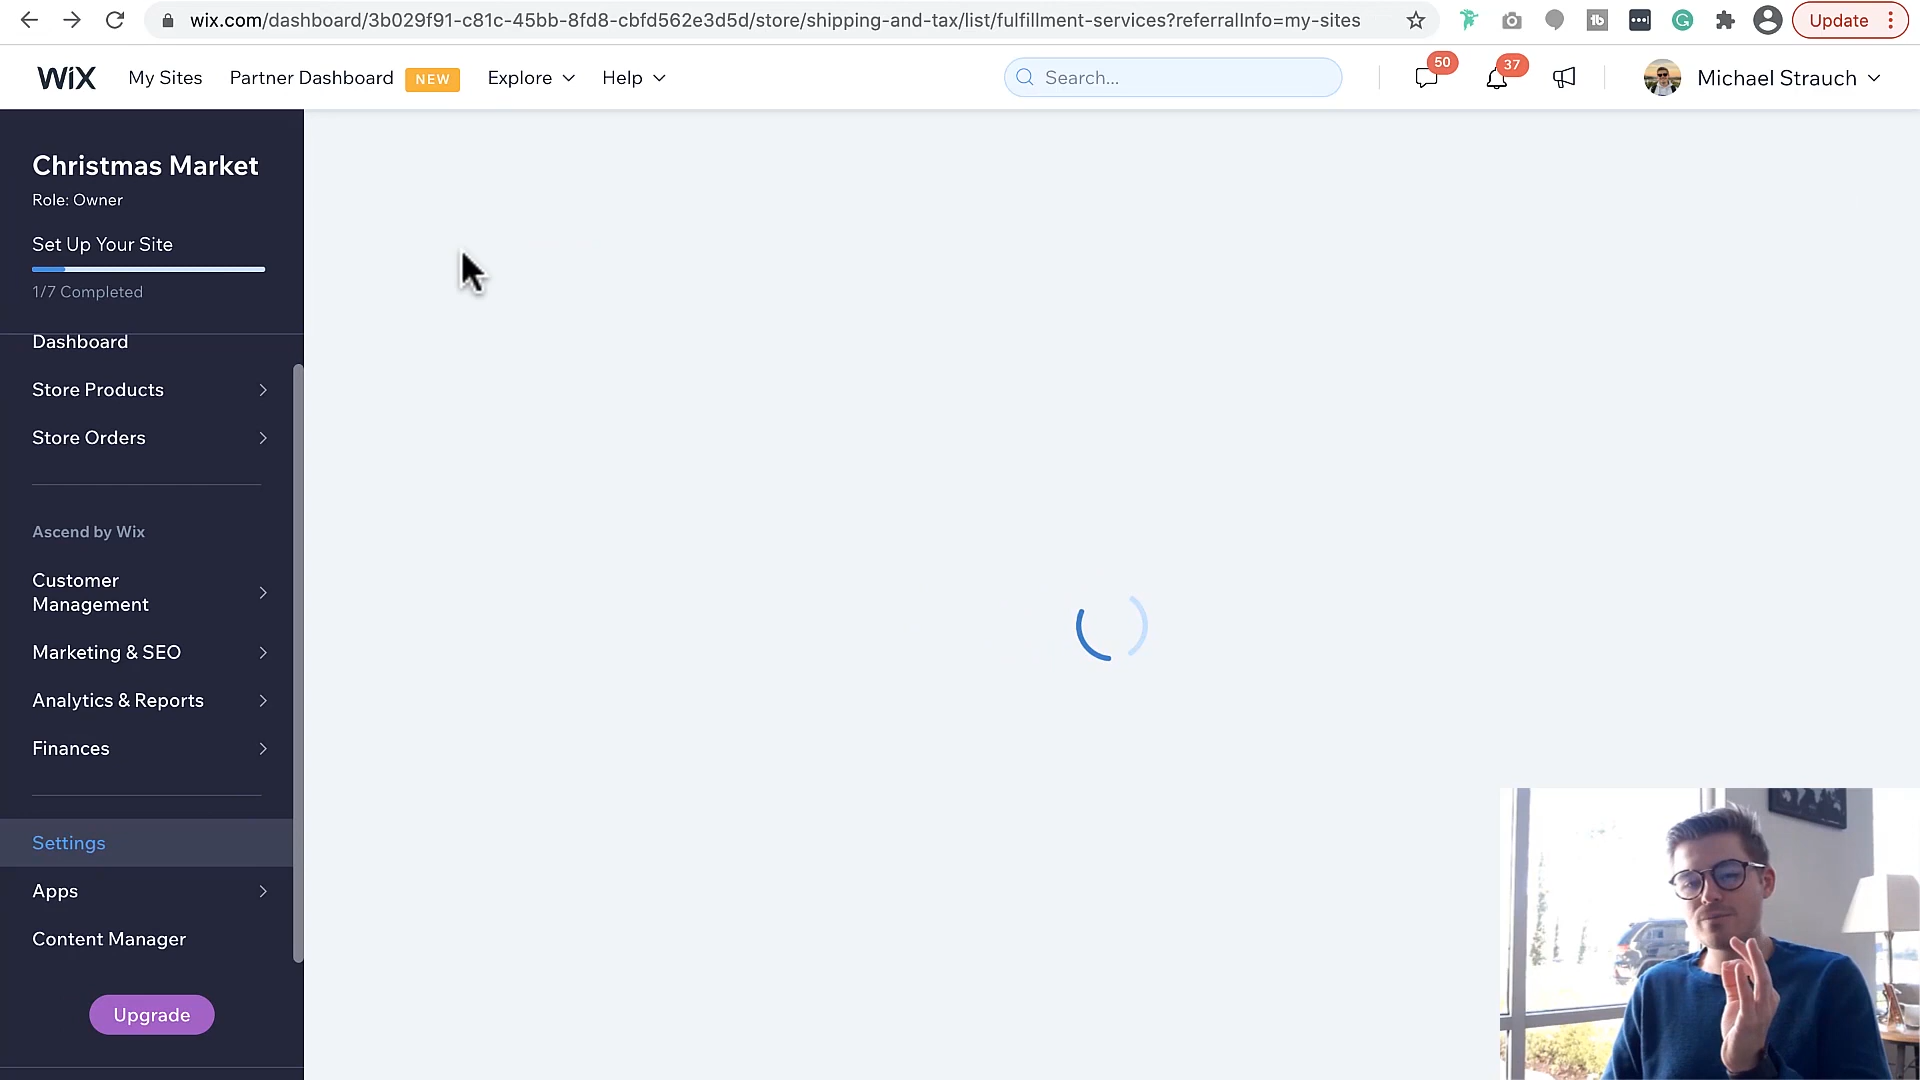 wix.com/dashboard/3b029f91-c81c-45bb-8fd8-cbfd562e3d5d/store/shipping-and-tax/list/fulfillment-services?referralInfo=my-sites
tb
G
Update
WIX
My Sites
Partner Dashboard
NEW
Explore
Help
Search...
50
37
Michael Strauch
Christmas Market
Role: Owner
Set Up Your Site
1/7 Completed
Dashboard
Store Products
Store Orders
Ascend by Wix
Customer
Management
Marketing & SEO
Analytics & Reports
Finances
Settings
Apps
Content Manager
Upgrade